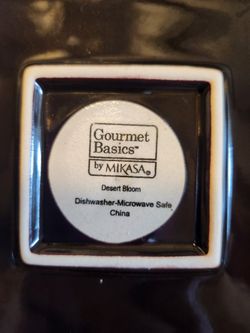 Gourmet
Basics™
by MIKASA®
Desert Bloom
Dishwasher-Microwave Safe
China